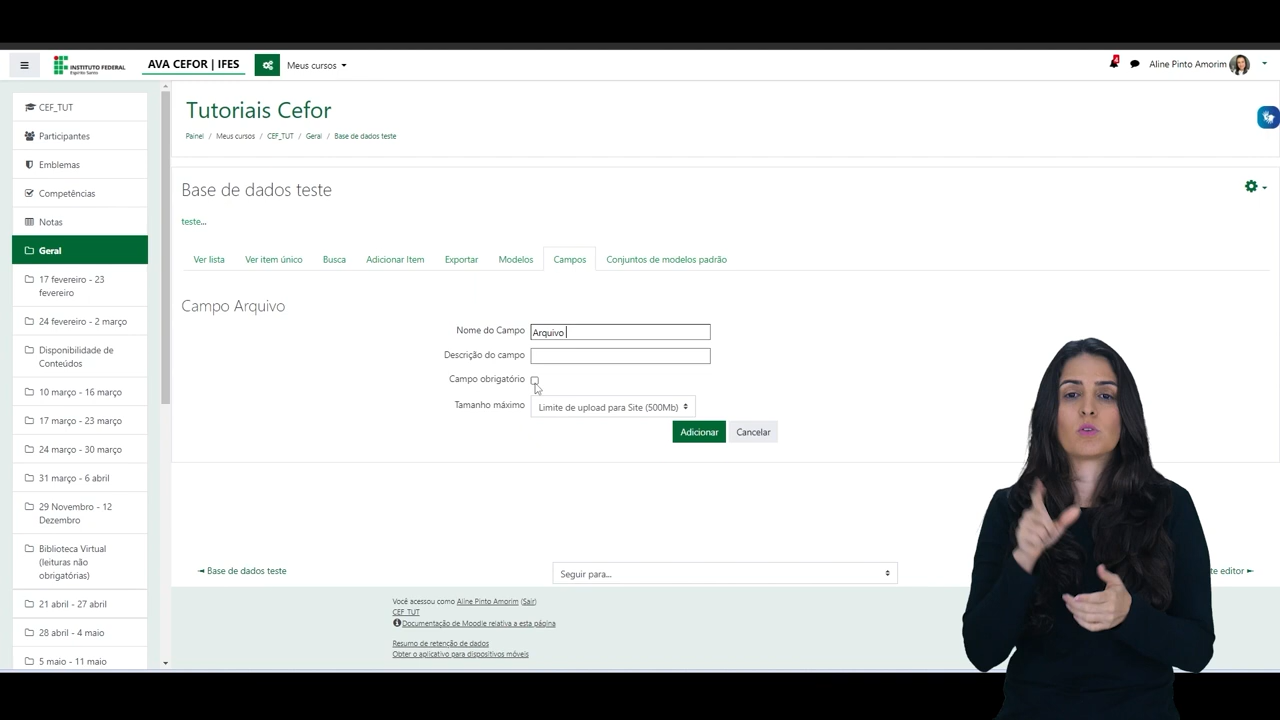 INSTITUTO FEDERAL
Espírito Santo
AVA CEFOR | IFES
Meus cursos
Aline Pinto Amorim
CEF_TUT
Participantes
Emblemas
Competências
Notas
Geral
17 fevereiro - 23
fevereiro
24 fevereiro - 2 março
Disponibilidade de
Conteúdos
10 março - 16 março
17 março - 23 março
24 março - 30 março
31 março - 6 abril
29 Novembro - 12
Dezembro
Biblioteca Virtual
(leituras não
obrigatórias)
21 abril - 27 abril
28 abril - 4 maio
5 maio - 11 maio
Tutoriais Cefor
Painel / Meus cursos / CEF_TUT / Geral / Base de dados teste
Base de dados teste
teste...
Ver lista Ver item único Busca Adicionar Item Exportar Modelos Campos Conjuntos de modelos padrão
Campo Arquivo
Nome do Campo Arquivo
Descrição do campo
Campo obrigatório
Tamanho máximo Limite de upload para Site (500Mb)
Adicionar Cancelar
◄ Base de dados teste
Seguir para...
te editor ►
Você acessou como Aline Pinto Amorim (Sair)
CEF_TUT
Documentação de Moodle relativa a esta página
Resumo de retenção de dados
Obter o aplicativo para dispositivos móveis